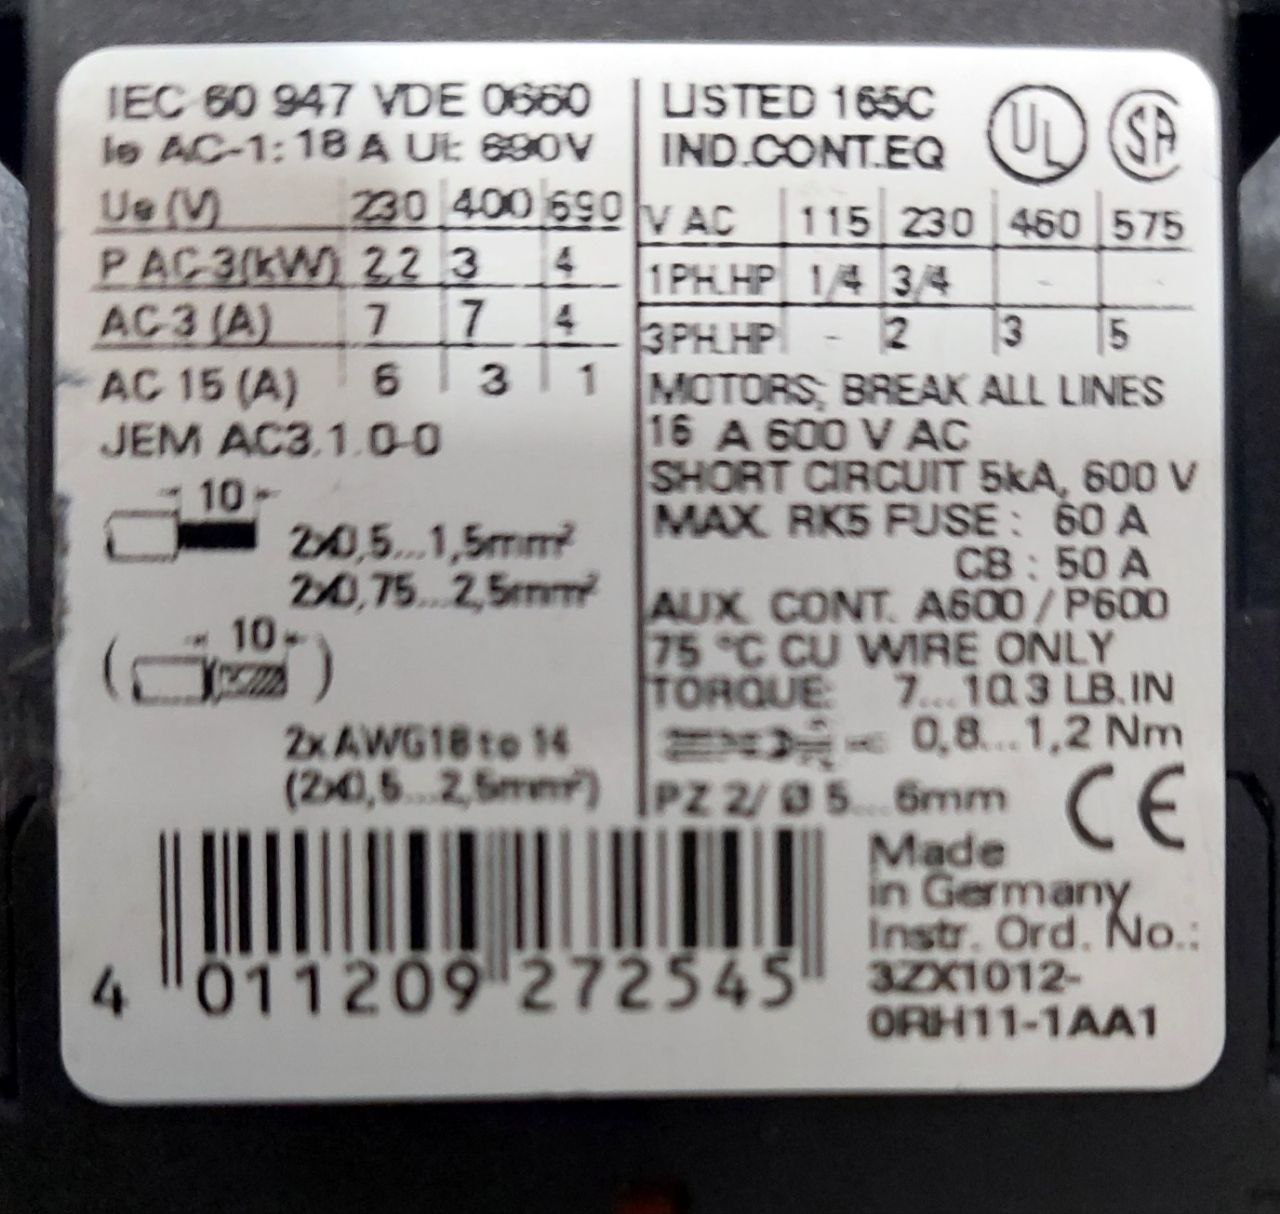 IEC 60 947 VDE 0660
Ie AC-1: 18 A Ui: 690V
Ue (V) 230 400 690
P AC-3(kW) 2,2 3 4
AC-3 (A) 7 7 4
AC 15 (A) 6 3 1
JEM AC3.1.0-0
10
2x0,5...1,5mm²
2x0,75...2,5mm²
( 10 )
2x AWG18 to 14
(2x0,5...2,5mm²)
LISTED 165C
IND.CONT.EQ
UL SA
V AC 115 230 460 575
1PH.HP 1/4 3/4 - -
3PH.HP - 2 3 5
MOTORS; BREAK ALL LINES
16 A 600 V AC
SHORT CIRCUIT 5kA, 600 V
MAX. RK5 FUSE : 60 A
CB : 50 A
AUX. CONT. A600 / P600
75 °C CU WIRE ONLY
TORQUE: 7...10.3 LB.IN
0,8...1,2 Nm
PZ 2/ Ø 5...6mm
CE
Made
in Germany
Instr. Ord. No.:
3ZX1012-
0RH11-1AA1
4 011209 272545